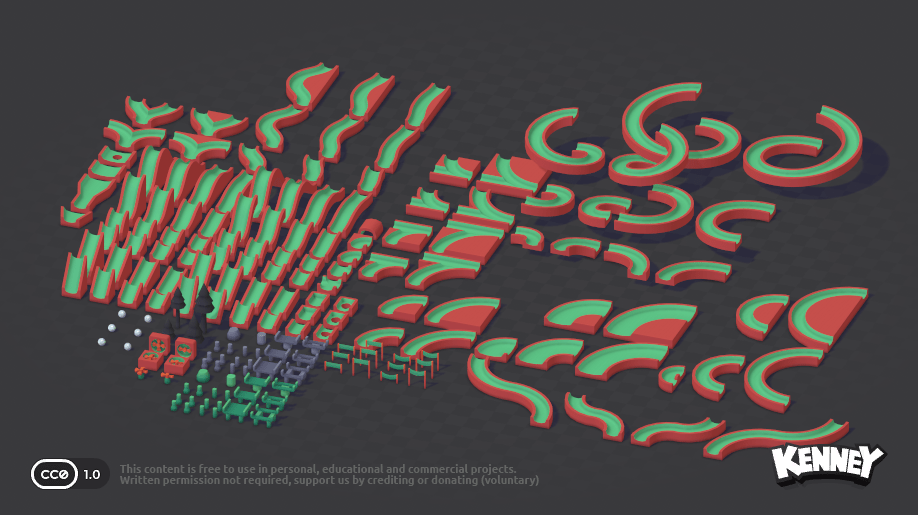 CC0 1.0
This content is free to use in personal, educational and commercial projects.
Written permission not required, support us by crediting or donating (voluntary)
KENNEY